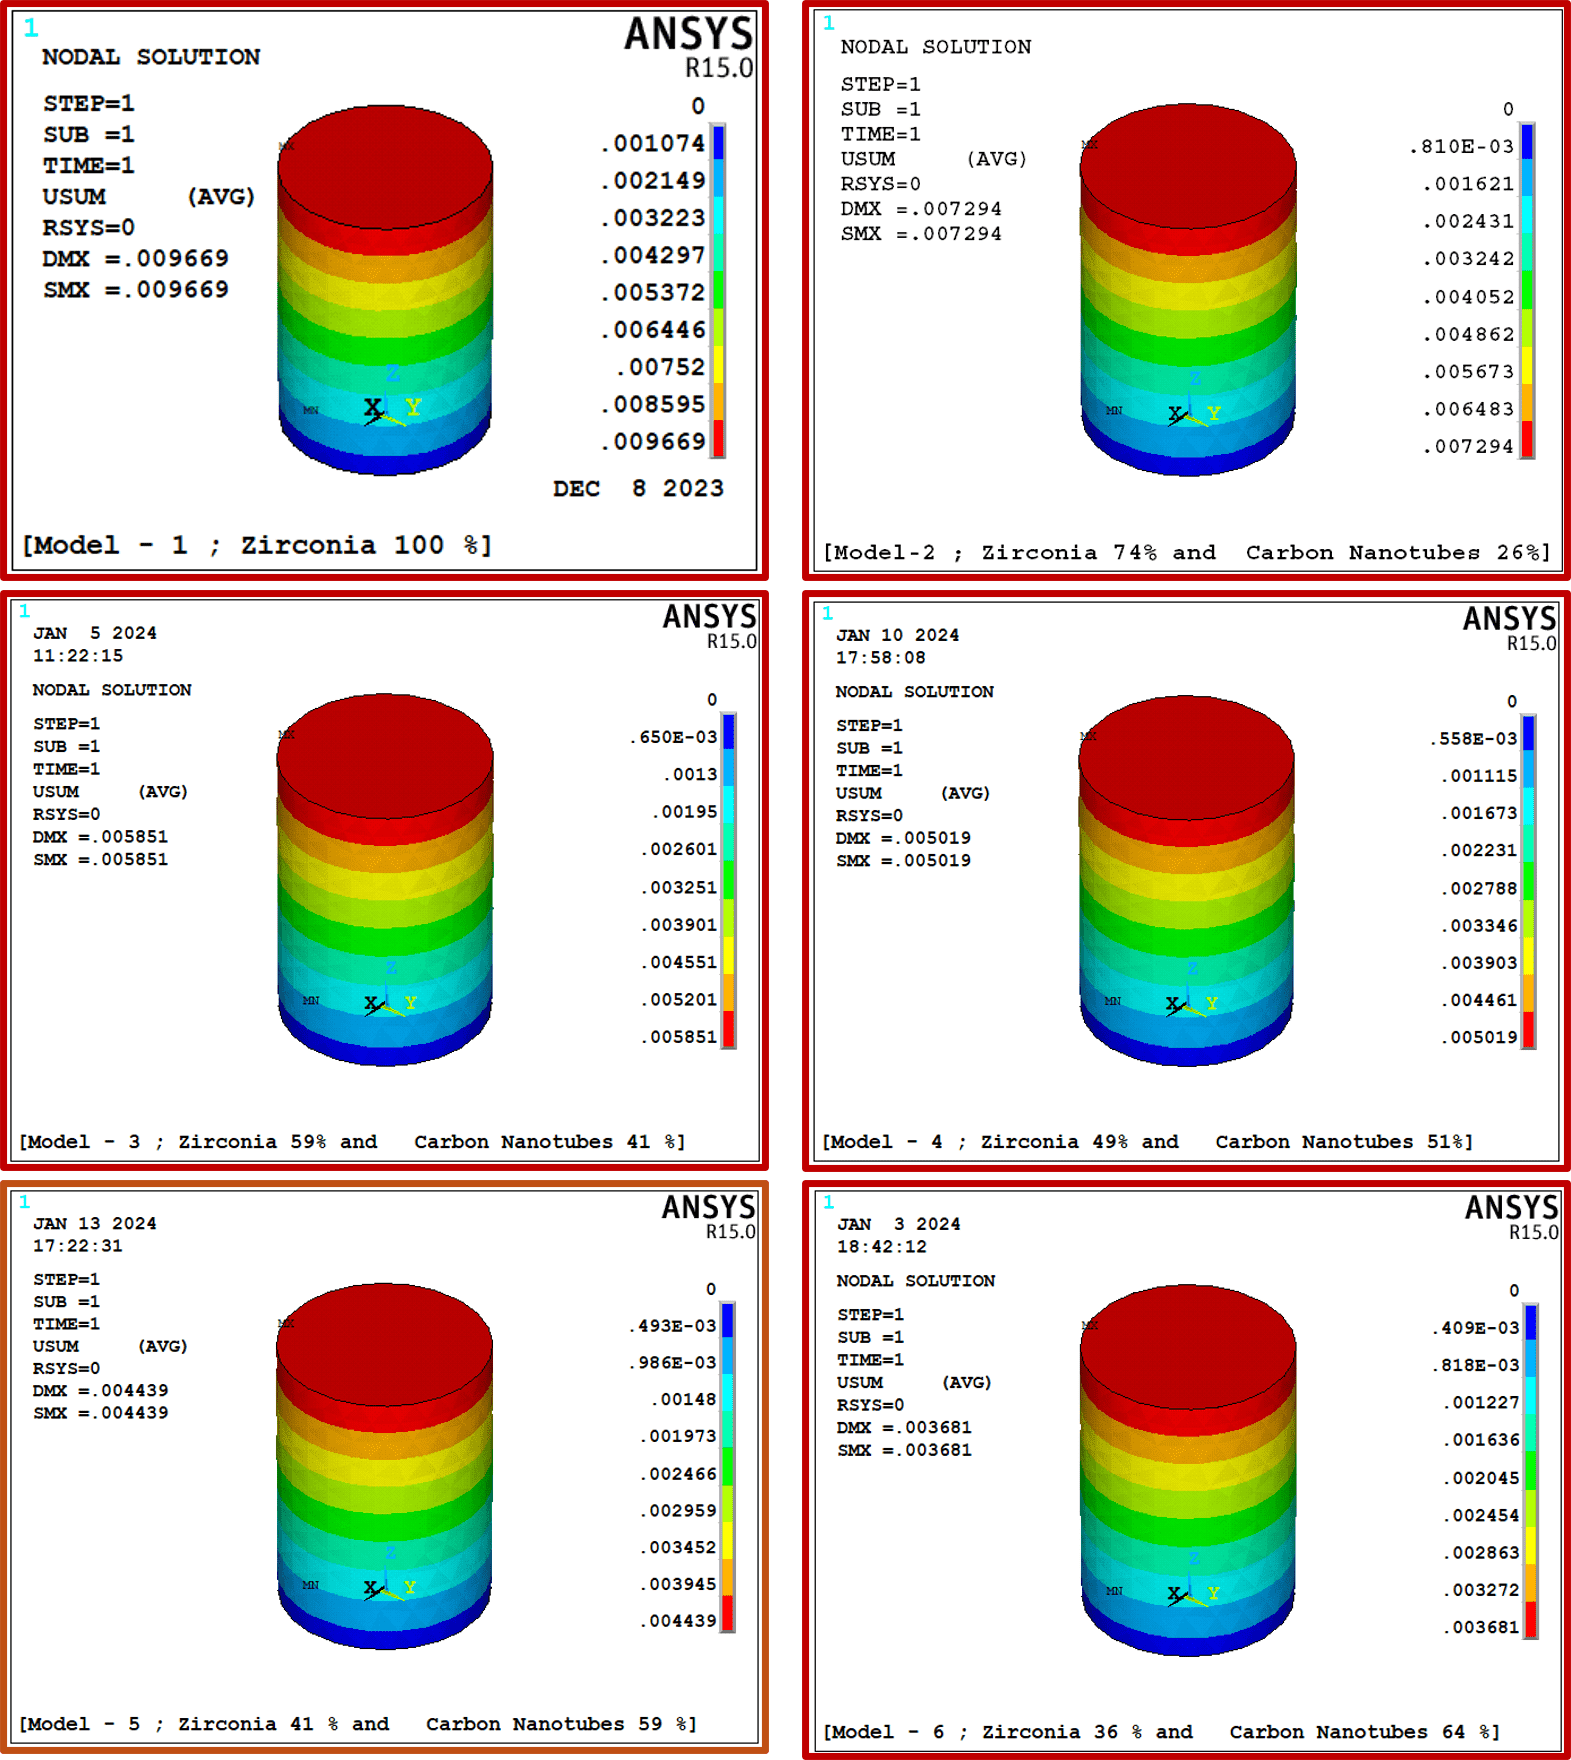 1
ANSYS
R15.0
NODAL SOLUTION
STEP=1
SUB =1
TIME=1
USUM (AVG)
RSYS=0
DMX =.009669
SMX =.009669
MX
Z
MN
X
Y
0
.001074
.002149
.003223
.004297
.005372
.006446
.00752
.008595
.009669
DEC 8 2023
[Model - 1 ; Zirconia 100 %]
1
NODAL SOLUTION
STEP=1
SUB =1
TIME=1
USUM (AVG)
RSYS=0
DMX =.007294
SMX =.007294
MX
Z
MN
X
Y
0
.810E-03
.001621
.002431
.003242
.004052
.004862
.005673
.006483
.007294
[Model-2 ; Zirconia 74% and Carbon Nanotubes 26%]
1
ANSYS
R15.0
JAN 5 2024
11:22:15
NODAL SOLUTION
STEP=1
SUB =1
TIME=1
USUM (AVG)
RSYS=0
DMX =.005851
SMX =.005851
MX
Z
MN
X
Y
0
.650E-03
.0013
.00195
.002601
.003251
.003901
.004551
.005201
.005851
[Model - 3 ; Zirconia 59% and Carbon Nanotubes 41 %]
1
ANSYS
R15.0
JAN 10 2024
17:58:08
NODAL SOLUTION
STEP=1
SUB =1
TIME=1
USUM (AVG)
RSYS=0
DMX =.005019
SMX =.005019
MX
Z
MN
X
Y
0
.558E-03
.001115
.001673
.002231
.002788
.003346
.003903
.004461
.005019
[Model - 4 ; Zirconia 49% and Carbon Nanotubes 51%]
1
ANSYS
R15.0
JAN 13 2024
17:22:31
STEP=1
SUB =1
TIME=1
USUM (AVG)
RSYS=0
DMX =.004439
SMX =.004439
MX
Z
MN
X
Y
0
.493E-03
.986E-03
.00148
.001973
.002466
.002959
.003452
.003945
.004439
[Model - 5 ; Zirconia 41 % and Carbon Nanotubes 59 %]
1
ANSYS
R15.0
JAN 3 2024
18:42:12
NODAL SOLUTION
STEP=1
SUB =1
TIME=1
USUM (AVG)
RSYS=0
DMX =.003681
SMX =.003681
MX
Z
MN
X
Y
0
.409E-03
.818E-03
.001227
.001636
.002045
.002454
.002863
.003272
.003681
[Model - 6 ; Zirconia 36 % and Carbon Nanotubes 64 %]